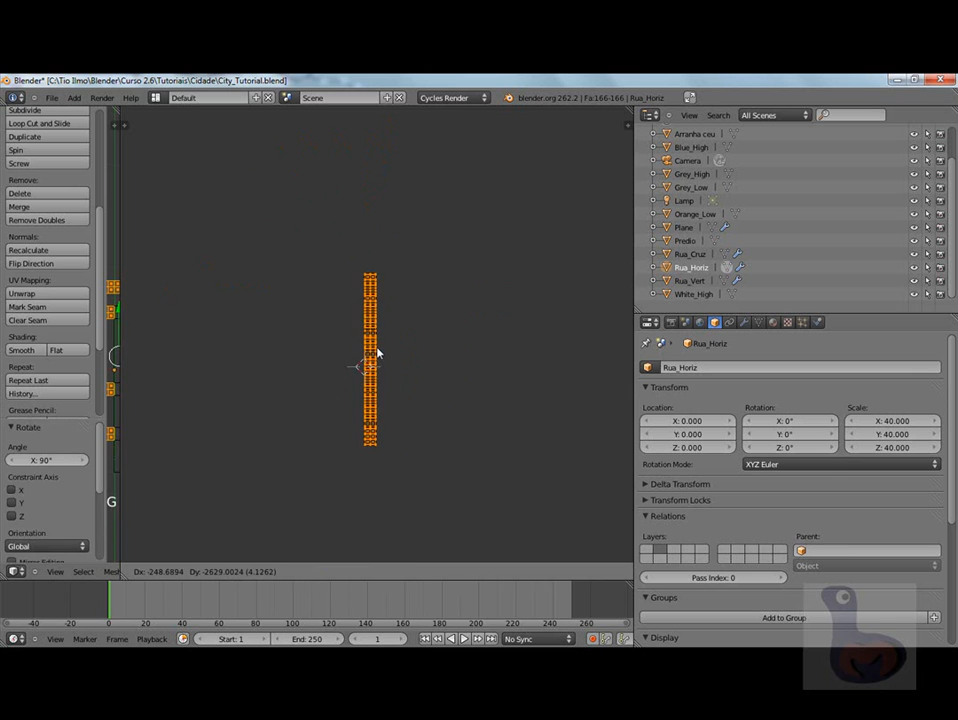 Blender* [C:\Tio Ilmo\Blender\Curso 2.6\Tutoriais\Cidade\City_Tutorial.blend]
File Add Render Help Default Scene Cycles Render blender.org 262.2 | Fa:166-166 | Rua_Horiz
Subdivide
Loop Cut and Slide
Duplicate
Spin
Screw
Remove:
Delete
Merge
Remove Doubles
Normals:
Recalculate
Flip Direction
UV Mapping:
Unwrap
Mark Seam
Clear Seam
Shading:
Smooth Flat
Repeat:
Repeat Last
History...
Grease Pencil:
Rotate
Angle
X: 90°
Constraint Axis
X
Y
Z
Orientation
Global
G
View Select Mesh Dx: -248.6894 Dy: -2629.0024 (4.1262)
View Search All Scenes
Arranha ceu
Blue_High
Camera
Grey_High
Grey_Low
Lamp
Orange_Low
Plane
Predio
Rua_Cruz
Rua_Horiz
Rua_Vert
White_High
Rua_Horiz
Rua_Horiz
Transform
Location: Rotation: Scale:
X: 0.000 X: 0° X: 40.000
Y: 0.000 Y: 0° Y: 40.000
Z: 0.000 Z: 0° Z: 40.000
Rotation Mode: XYZ Euler
Delta Transform
Transform Locks
Relations
Layers: Parent:
Object
Pass Index: 0
Groups
Add to Group
Display
-40 -20 0 20 40 60 80 100 120 140 160 180 200 220 240 260
View Marker Frame Playback Start: 1 End: 250 1 No Sync